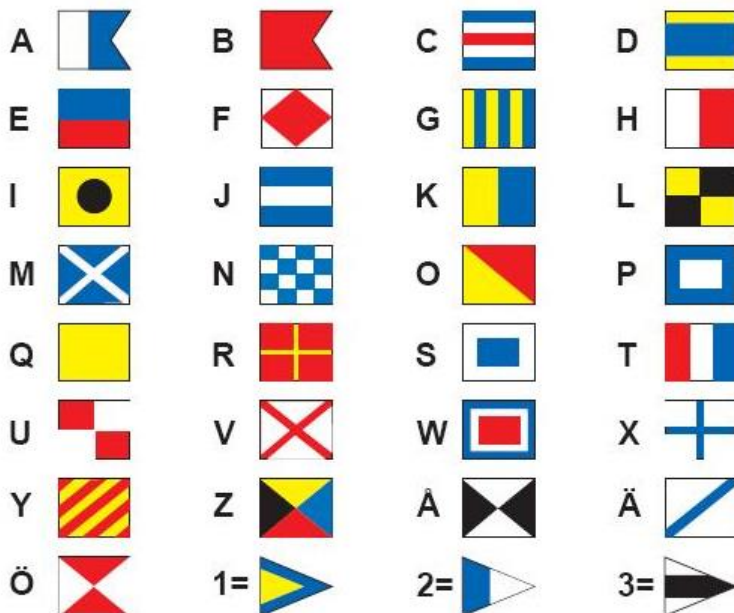 A B C D
E F G H
I J K L
M N O P
Q R S T
U V W X
Y Z Å Ä
Ö 1= 2= 3=